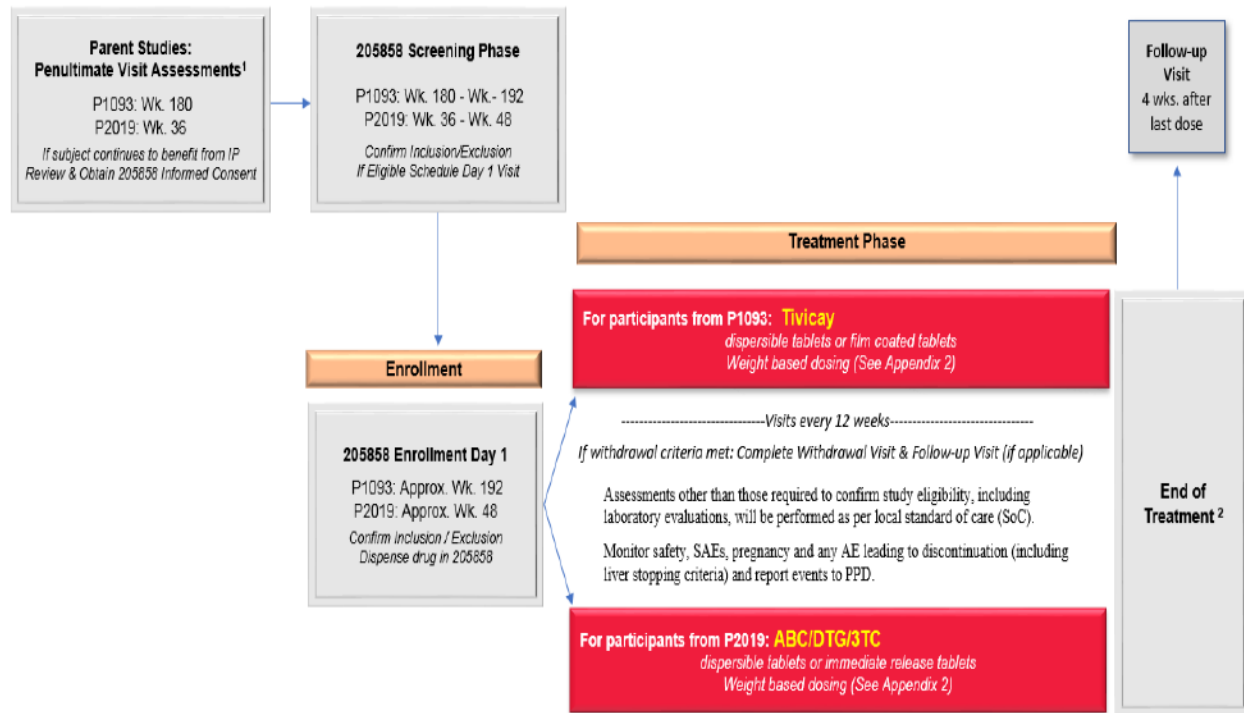 Parent Studies:
Penultimate Visit Assessments¹
P1093: Wk. 180
P2019: Wk. 36
If subject continues to benefit from IP
Review & Obtain 205858 Informed Consent
205858 Screening Phase
P1093: Wk. 180 - Wk.- 192
P2019: Wk. 36 - Wk. 48
Confirm Inclusion/Exclusion
If Eligible Schedule Day 1 Visit
Follow-up
Visit
4 wks. after
last dose
Treatment Phase
For participants from P1093: Tivicay
dispersible tablets or film coated tablets
Weight based dosing (See Appendix 2)
Enrollment
205858 Enrollment Day 1
P1093: Approx. Wk. 192
P2019: Approx. Wk. 48
Confirm Inclusion / Exclusion
Dispense drug in 205858
--------------------------------Visits every 12 weeks--------------------------------
If withdrawal criteria met: Complete Withdrawal Visit & Follow-up Visit (if applicable)
Assessments other than those required to confirm study eligibility, including
laboratory evaluations, will be performed as per local standard of care (SoC).
Monitor safety, SAEs, pregnancy and any AE leading to discontinuation (including
liver stopping criteria) and report events to PPD.
For participants from P2019: ABC/DTG/3TC
dispersible tablets or immediate release tablets
Weight based dosing (See Appendix 2)
End of
Treatment ²